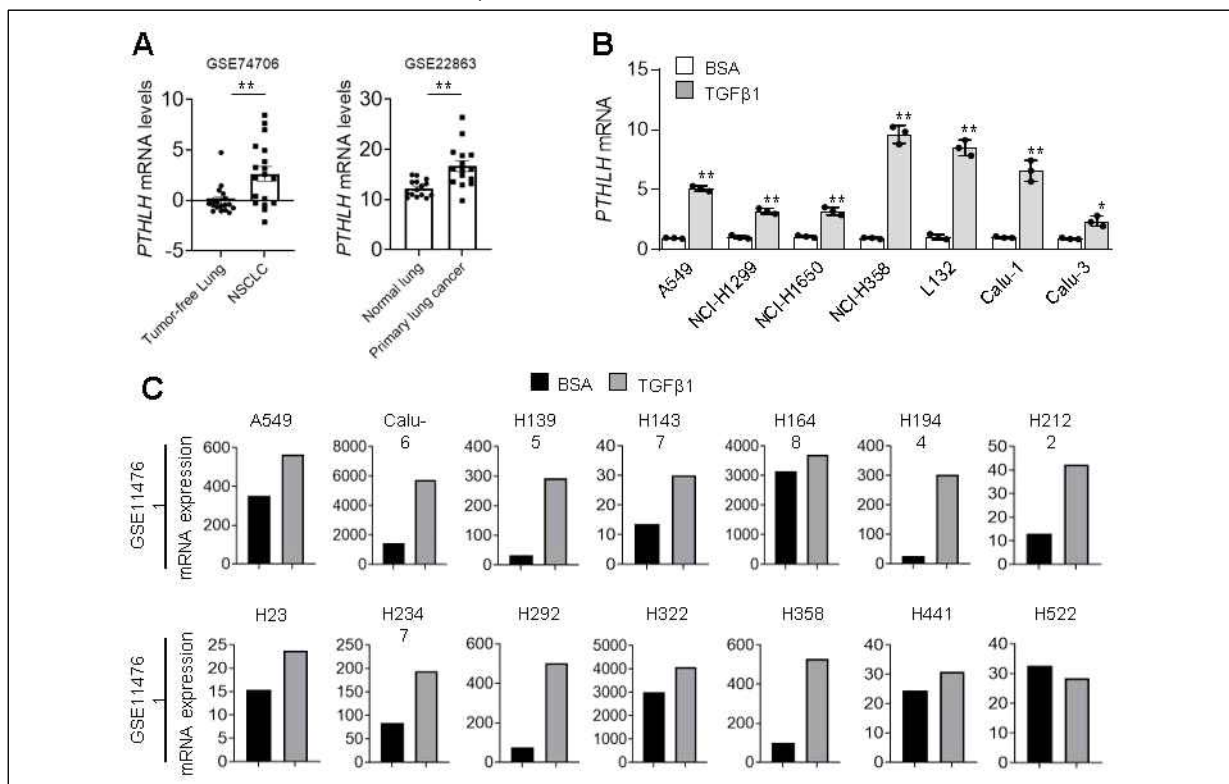 A
GSE74706
**
PTHLH mRNA levels
10
5
0
-5
Tumor-free Lung
NSCLC
GSE22863
**
PTHLH mRNA levels
30
20
10
0
Normal lung
Primary lung cancer
B
BSA
TGFβ1
PTHLH mRNA
15
10
5
0
**
**
**
**
**
**
*
A549
NCI-H1299
NCI-H1650
NCI-H358
L132
Calu-1
Calu-3
C
BSA
TGFβ1
GSE11476
1
mRNA expression
A549
600
400
200
0
Calu-
6
8000
6000
4000
2000
0
H139
5
400
300
200
100
0
H143
7
40
30
20
10
0
H164
8
4000
3000
2000
1000
0
H194
4
400
300
200
100
0
H212
2
50
40
30
20
10
0
GSE11476
1
mRNA expression
H23
25
20
15
10
5
0
H234
7
250
200
150
100
50
0
H292
600
400
200
0
H322
5000
4000
3000
2000
1000
0
H358
600
400
200
0
H441
40
30
20
10
0
H522
40
30
20
10
0